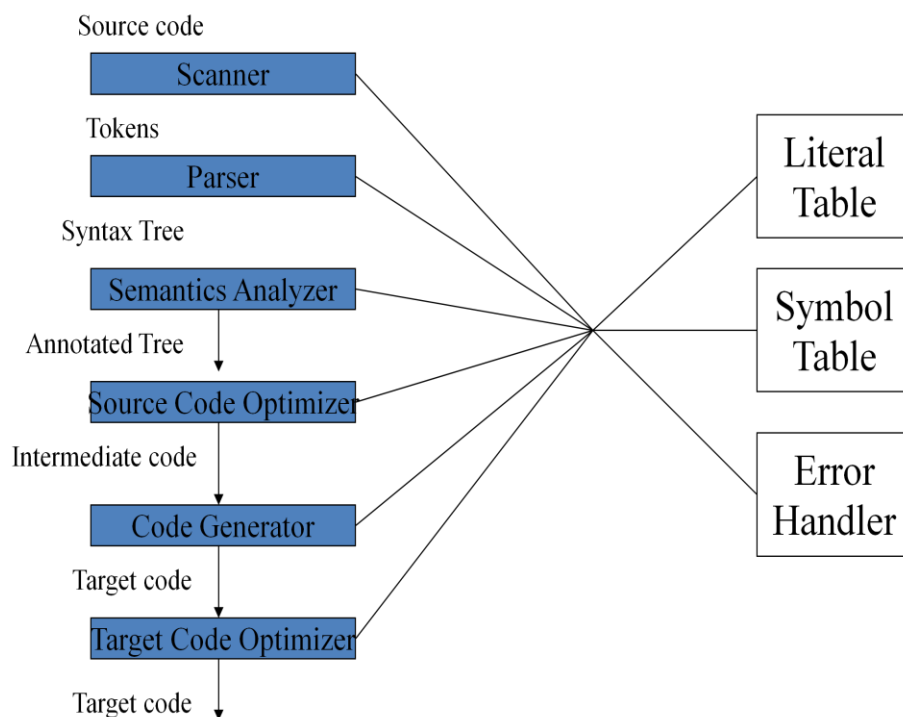 Source code
Scanner
Tokens
Parser
Syntax Tree
Semantics Analyzer
Annotated Tree
Source Code Optimizer
Intermediate code
Code Generator
Target code
Target Code Optimizer
Target code
Literal
Table
Symbol
Table
Error
Handler